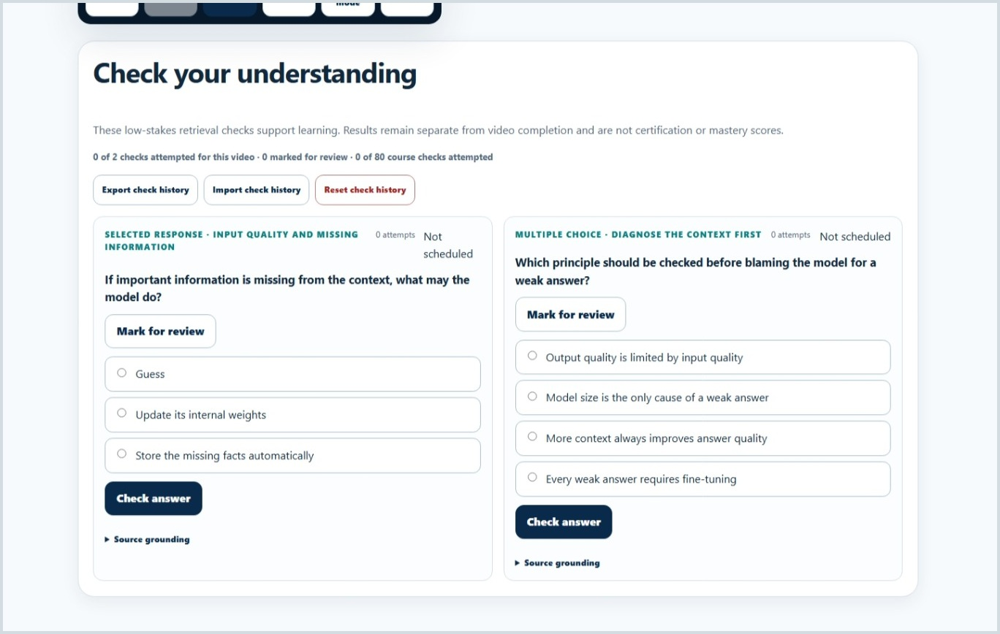 mode
Check your understanding
These low-stakes retrieval checks support learning. Results remain separate from video completion and are not certification or mastery scores.
0 of 2 checks attempted for this video · 0 marked for review · 0 of 80 course checks attempted
Export check history
Import check history
Reset check history
SELECTED RESPONSE · INPUT QUALITY AND MISSING
INFORMATION
0 attempts
Not
scheduled
If important information is missing from the context, what may the
model do?
Mark for review
Guess
Update its internal weights
Store the missing facts automatically
Check answer
Source grounding
MULTIPLE CHOICE · DIAGNOSE THE CONTEXT FIRST
0 attempts
Not scheduled
Which principle should be checked before blaming the model for a
weak answer?
Mark for review
Output quality is limited by input quality
Model size is the only cause of a weak answer
More context always improves answer quality
Every weak answer requires fine-tuning
Check answer
Source grounding